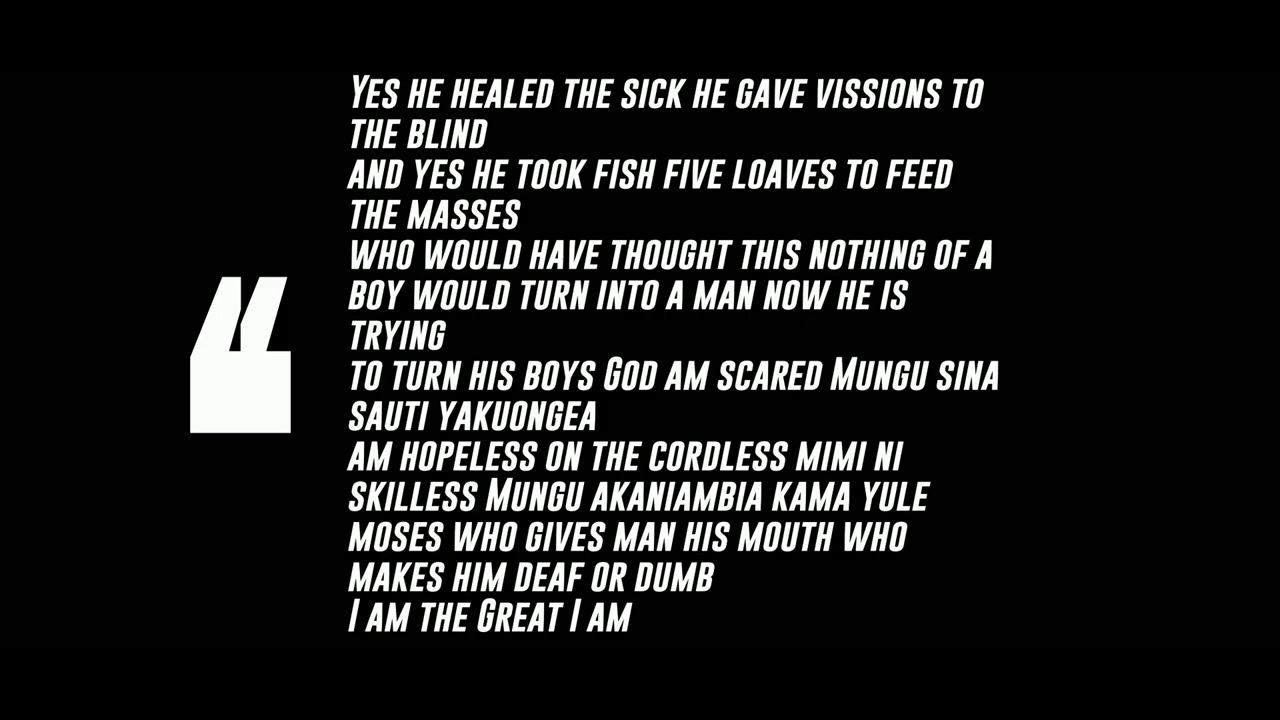 Yes he healed the sick he gave vissions to
the blind
and yes he took fish five loaves to feed
the masses
who would have thought this nothing of a
boy would turn into a man now he is
trying
to turn his boys God am scared Mungu sina
sauti yakuongea
am hopeless on the cordless mimi ni
skilless Mungu akaniambia kama yule
moses who gives man his mouth who
makes him deaf or dumb
I am the Great I am